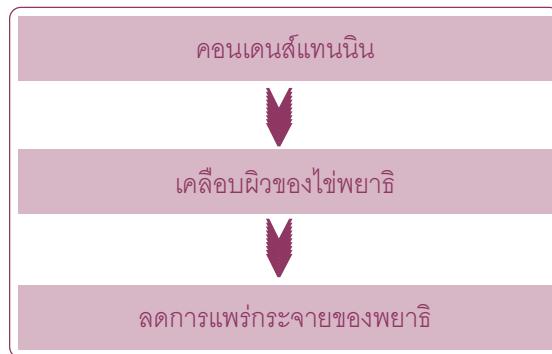 คอนเดนส์แทนนิน
เคลือบผิวของไข่พยาธิ
ลดการแพร่กระจายของพยาธิ